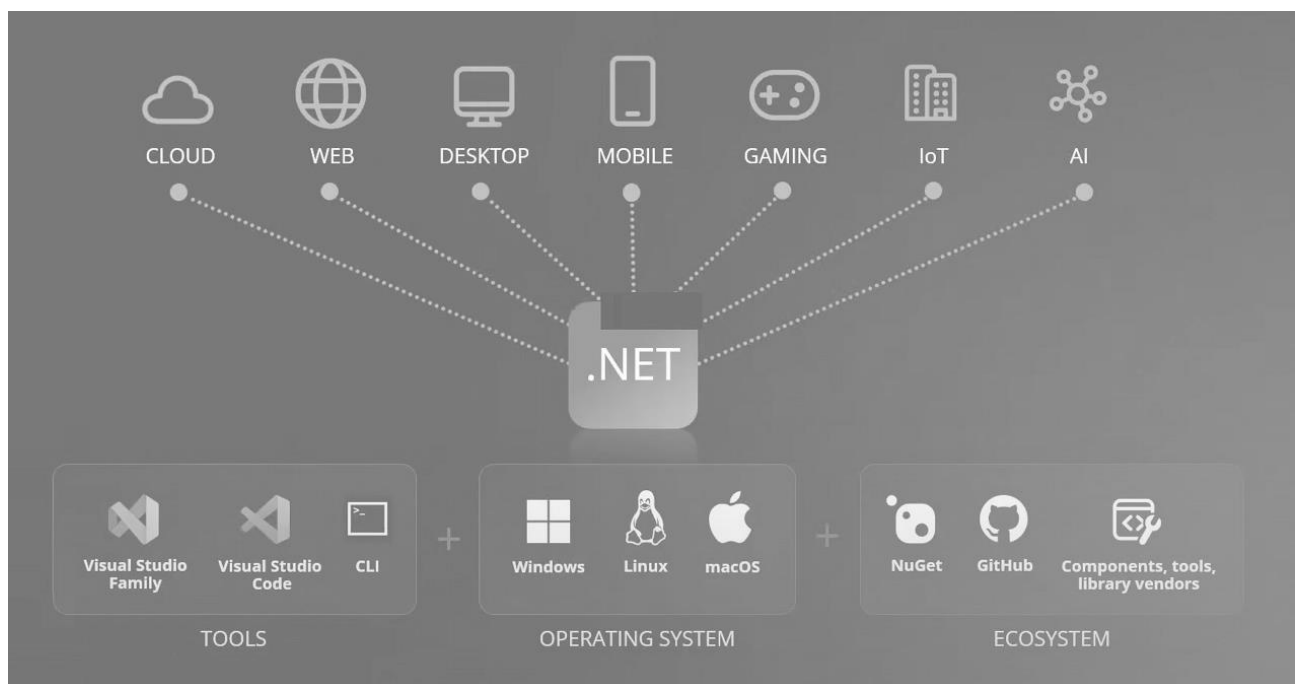 CLOUD
WEB
DESKTOP
MOBILE
GAMING
IoT
AI
.NET
Visual Studio
Family
Visual Studio
Code
CLI
Windows
Linux
macOS
NuGet
GitHub
Components, tools,
library vendors
TOOLS
OPERATING SYSTEM
ECOSYSTEM